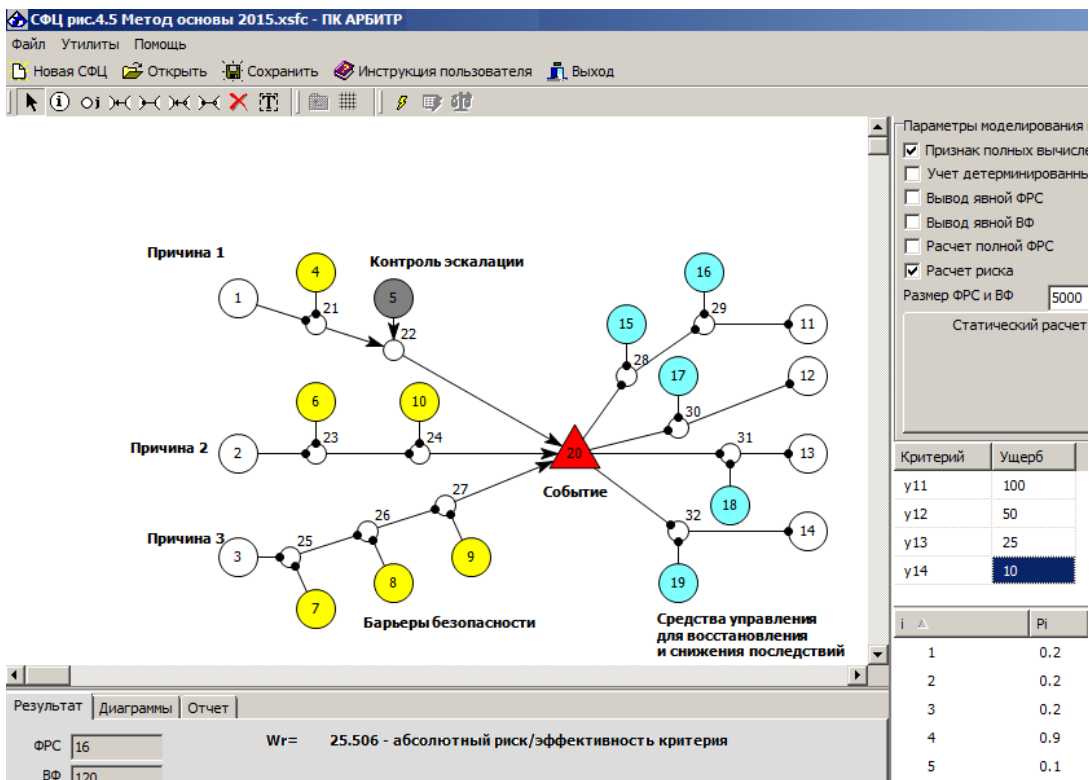 СФЦ рис.4.5 Метод основы 2015.xsfc - ПК АРБИТР
Файл Утилиты Помощь
Новая СФЦ Открыть Сохранить Инструкция пользователя Выход
Параметры моделирования
Признак полных вычисле
Учет детерминированнь
Вывод явной ФРС
Вывод явной ВФ
Расчет полной ФРС
Расчет риска
Размер ФРС и ВФ 5000
Статический расчет
Критерий Ущерб
y11 100
y12 50
y13 25
y14 10
i Pi
1 0.2
2 0.2
3 0.2
4 0.9
5 0.1
Причина 1
Контроль эскалации
4
16
1
5
21
29
15
11
22
28
17
12
6
10
30
23
24
31
Причина 2
2
20
13
27
Событие
18
26
32
Причина 3
25
14
3
9
8
19
7
Барьеры безопасности
Средства управления
для восстановления
и снижения последствий
Результат Диаграммы Отчет
ФРС 16
Wr= 25.506 - абсолютный риск/эффективность критерия
ВФ 120